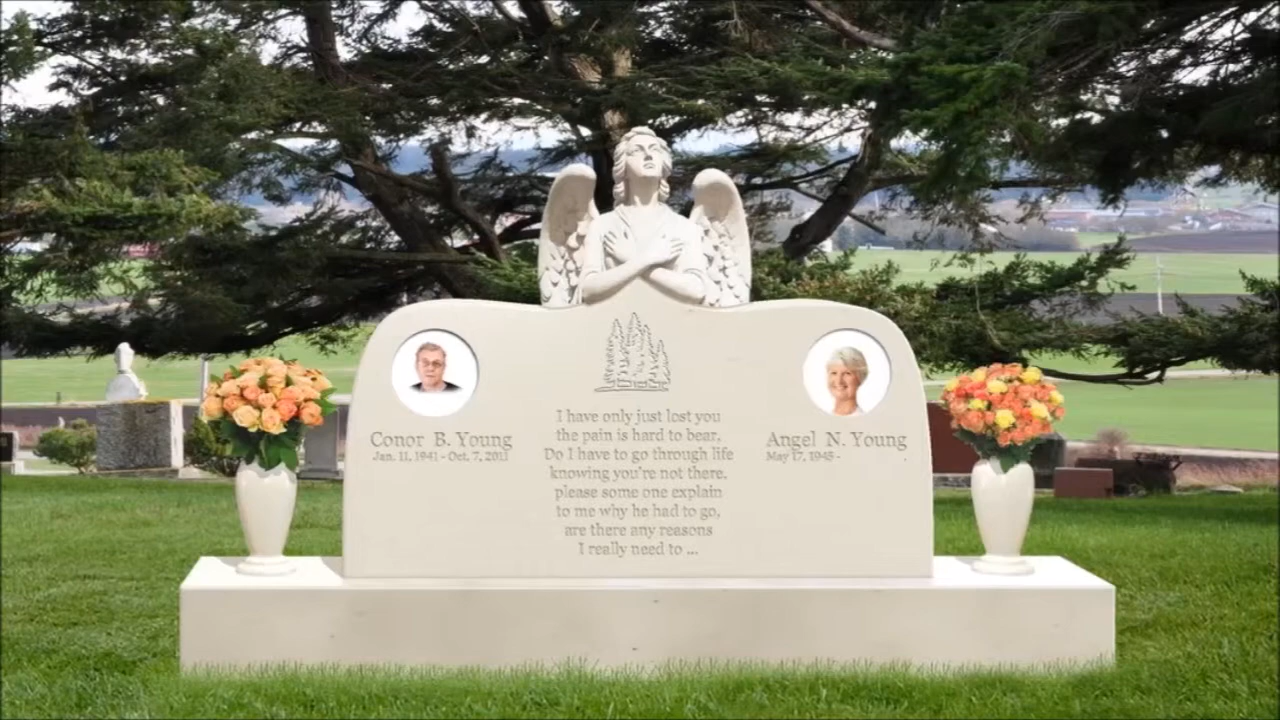 Conor B. Young
Jan. 11, 1941 - Oct. 7, 2011
I have only just lost you
the pain is hard to bear,
Do I have to go through life
knowing you're not there,
please some one explain
to me why he had to go,
are there any reasons
I really need to ...
Angel N. Young
May 17, 1945 -